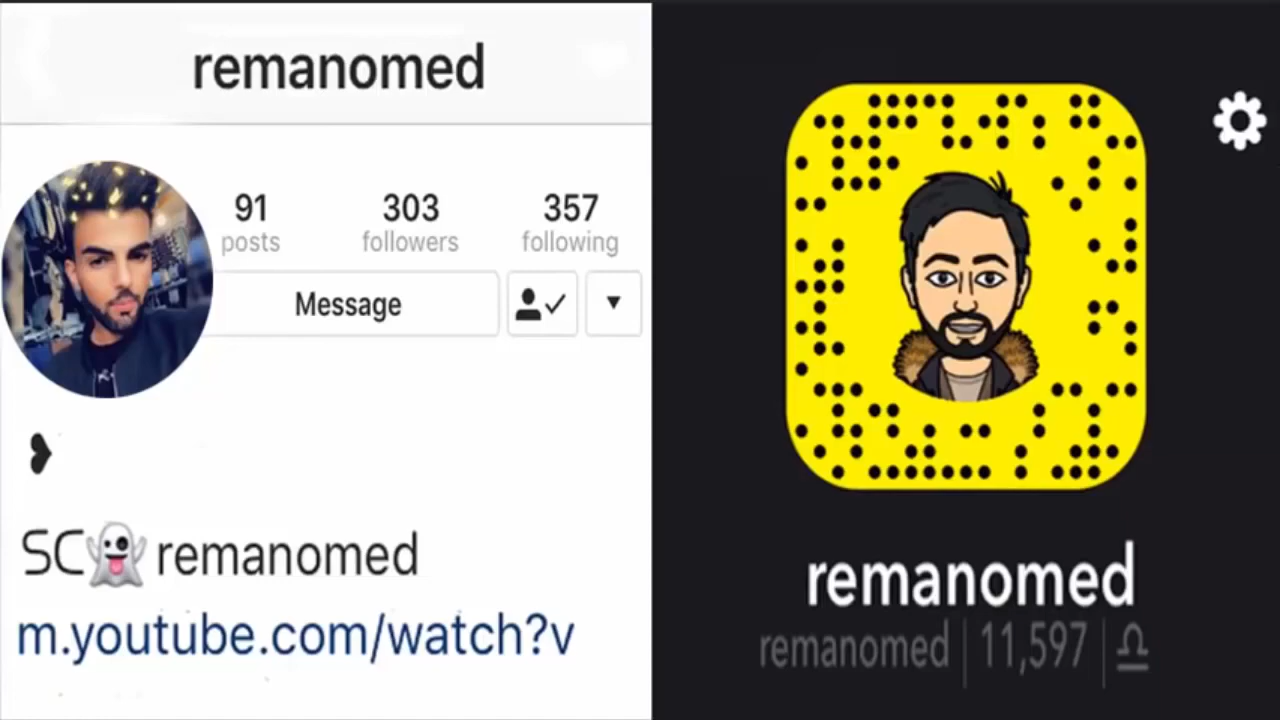 remanomed
91 303 357
posts followers following
Message
SC👻remanomed
m.youtube.com/watch?v
remanomed
remanomed | 11,597 | ♎